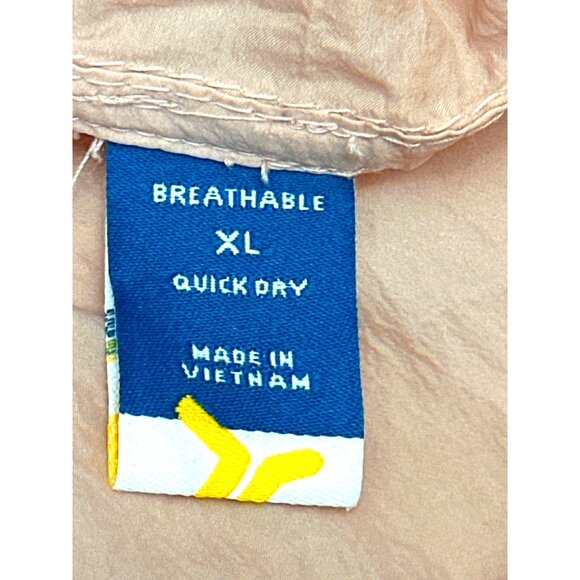 BREATHABLE
XL
QUICK DRY
MADE IN
VIETNAM